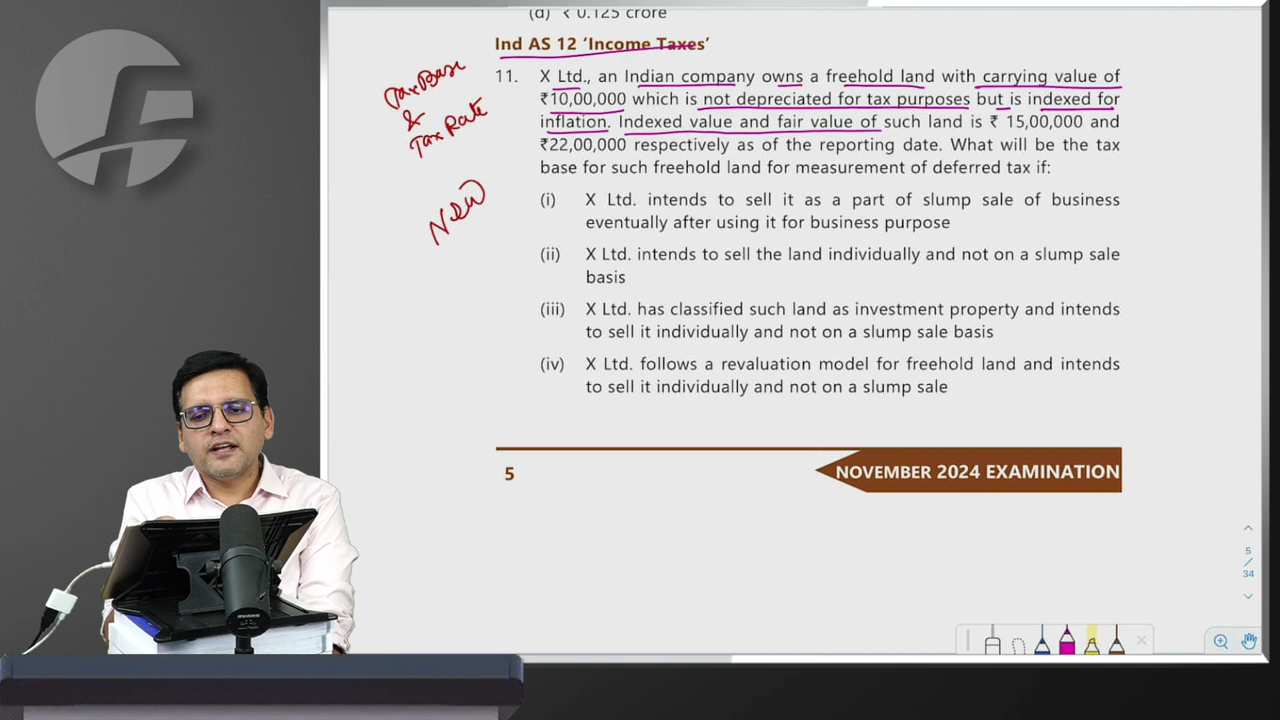 (d) ₹ 0.125 crore
Ind AS 12 ‘Income Taxes’
Tax Base
&
Tax Rate
New
11. X Ltd., an Indian company owns a freehold land with carrying value of
₹10,00,000 which is not depreciated for tax purposes but is indexed for
inflation. Indexed value and fair value of such land is ₹ 15,00,000 and
₹22,00,000 respectively as of the reporting date. What will be the tax
base for such freehold land for measurement of deferred tax if:
(i) X Ltd. intends to sell it as a part of slump sale of business
eventually after using it for business purpose
(ii) X Ltd. intends to sell the land individually and not on a slump sale
basis
(iii) X Ltd. has classified such land as investment property and intends
to sell it individually and not on a slump sale basis
(iv) X Ltd. follows a revaluation model for freehold land and intends
to sell it individually and not on a slump sale
5
NOVEMBER 2024 EXAMINATION
5
/
34